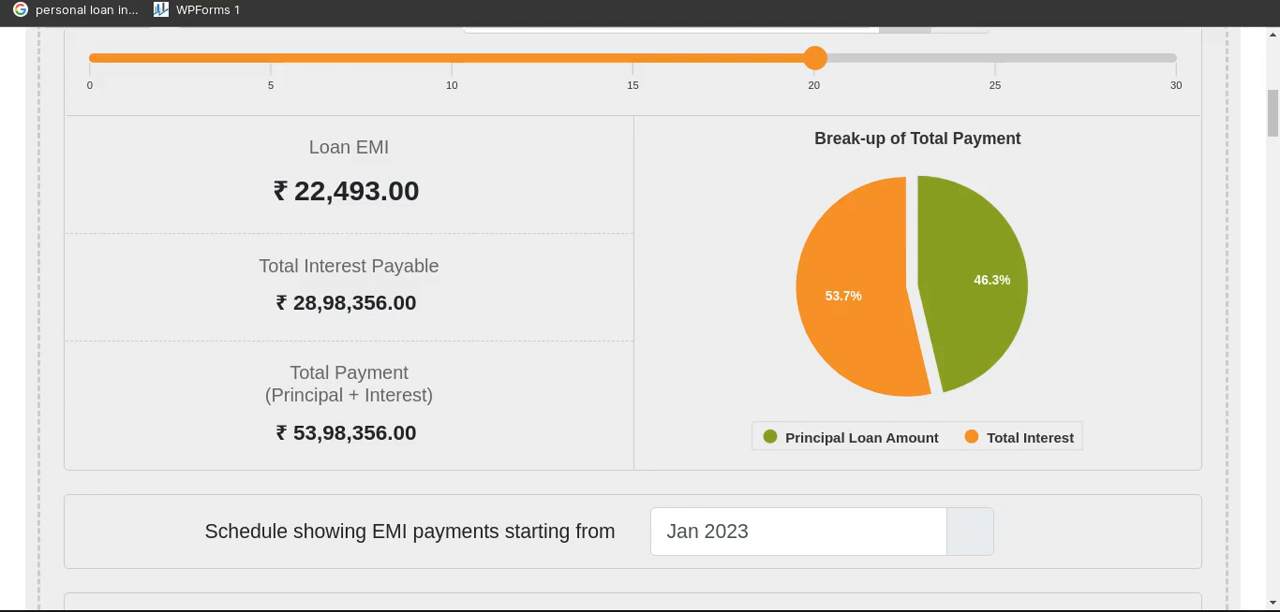 personal loan in... WPForms 1
0 5 10 15 20 25 30
Loan EMI
₹ 22,493.00
Total Interest Payable
₹ 28,98,356.00
Total Payment
(Principal + Interest)
₹ 53,98,356.00
Break-up of Total Payment
53.7% 46.3%
Principal Loan Amount Total Interest
Schedule showing EMI payments starting from Jan 2023